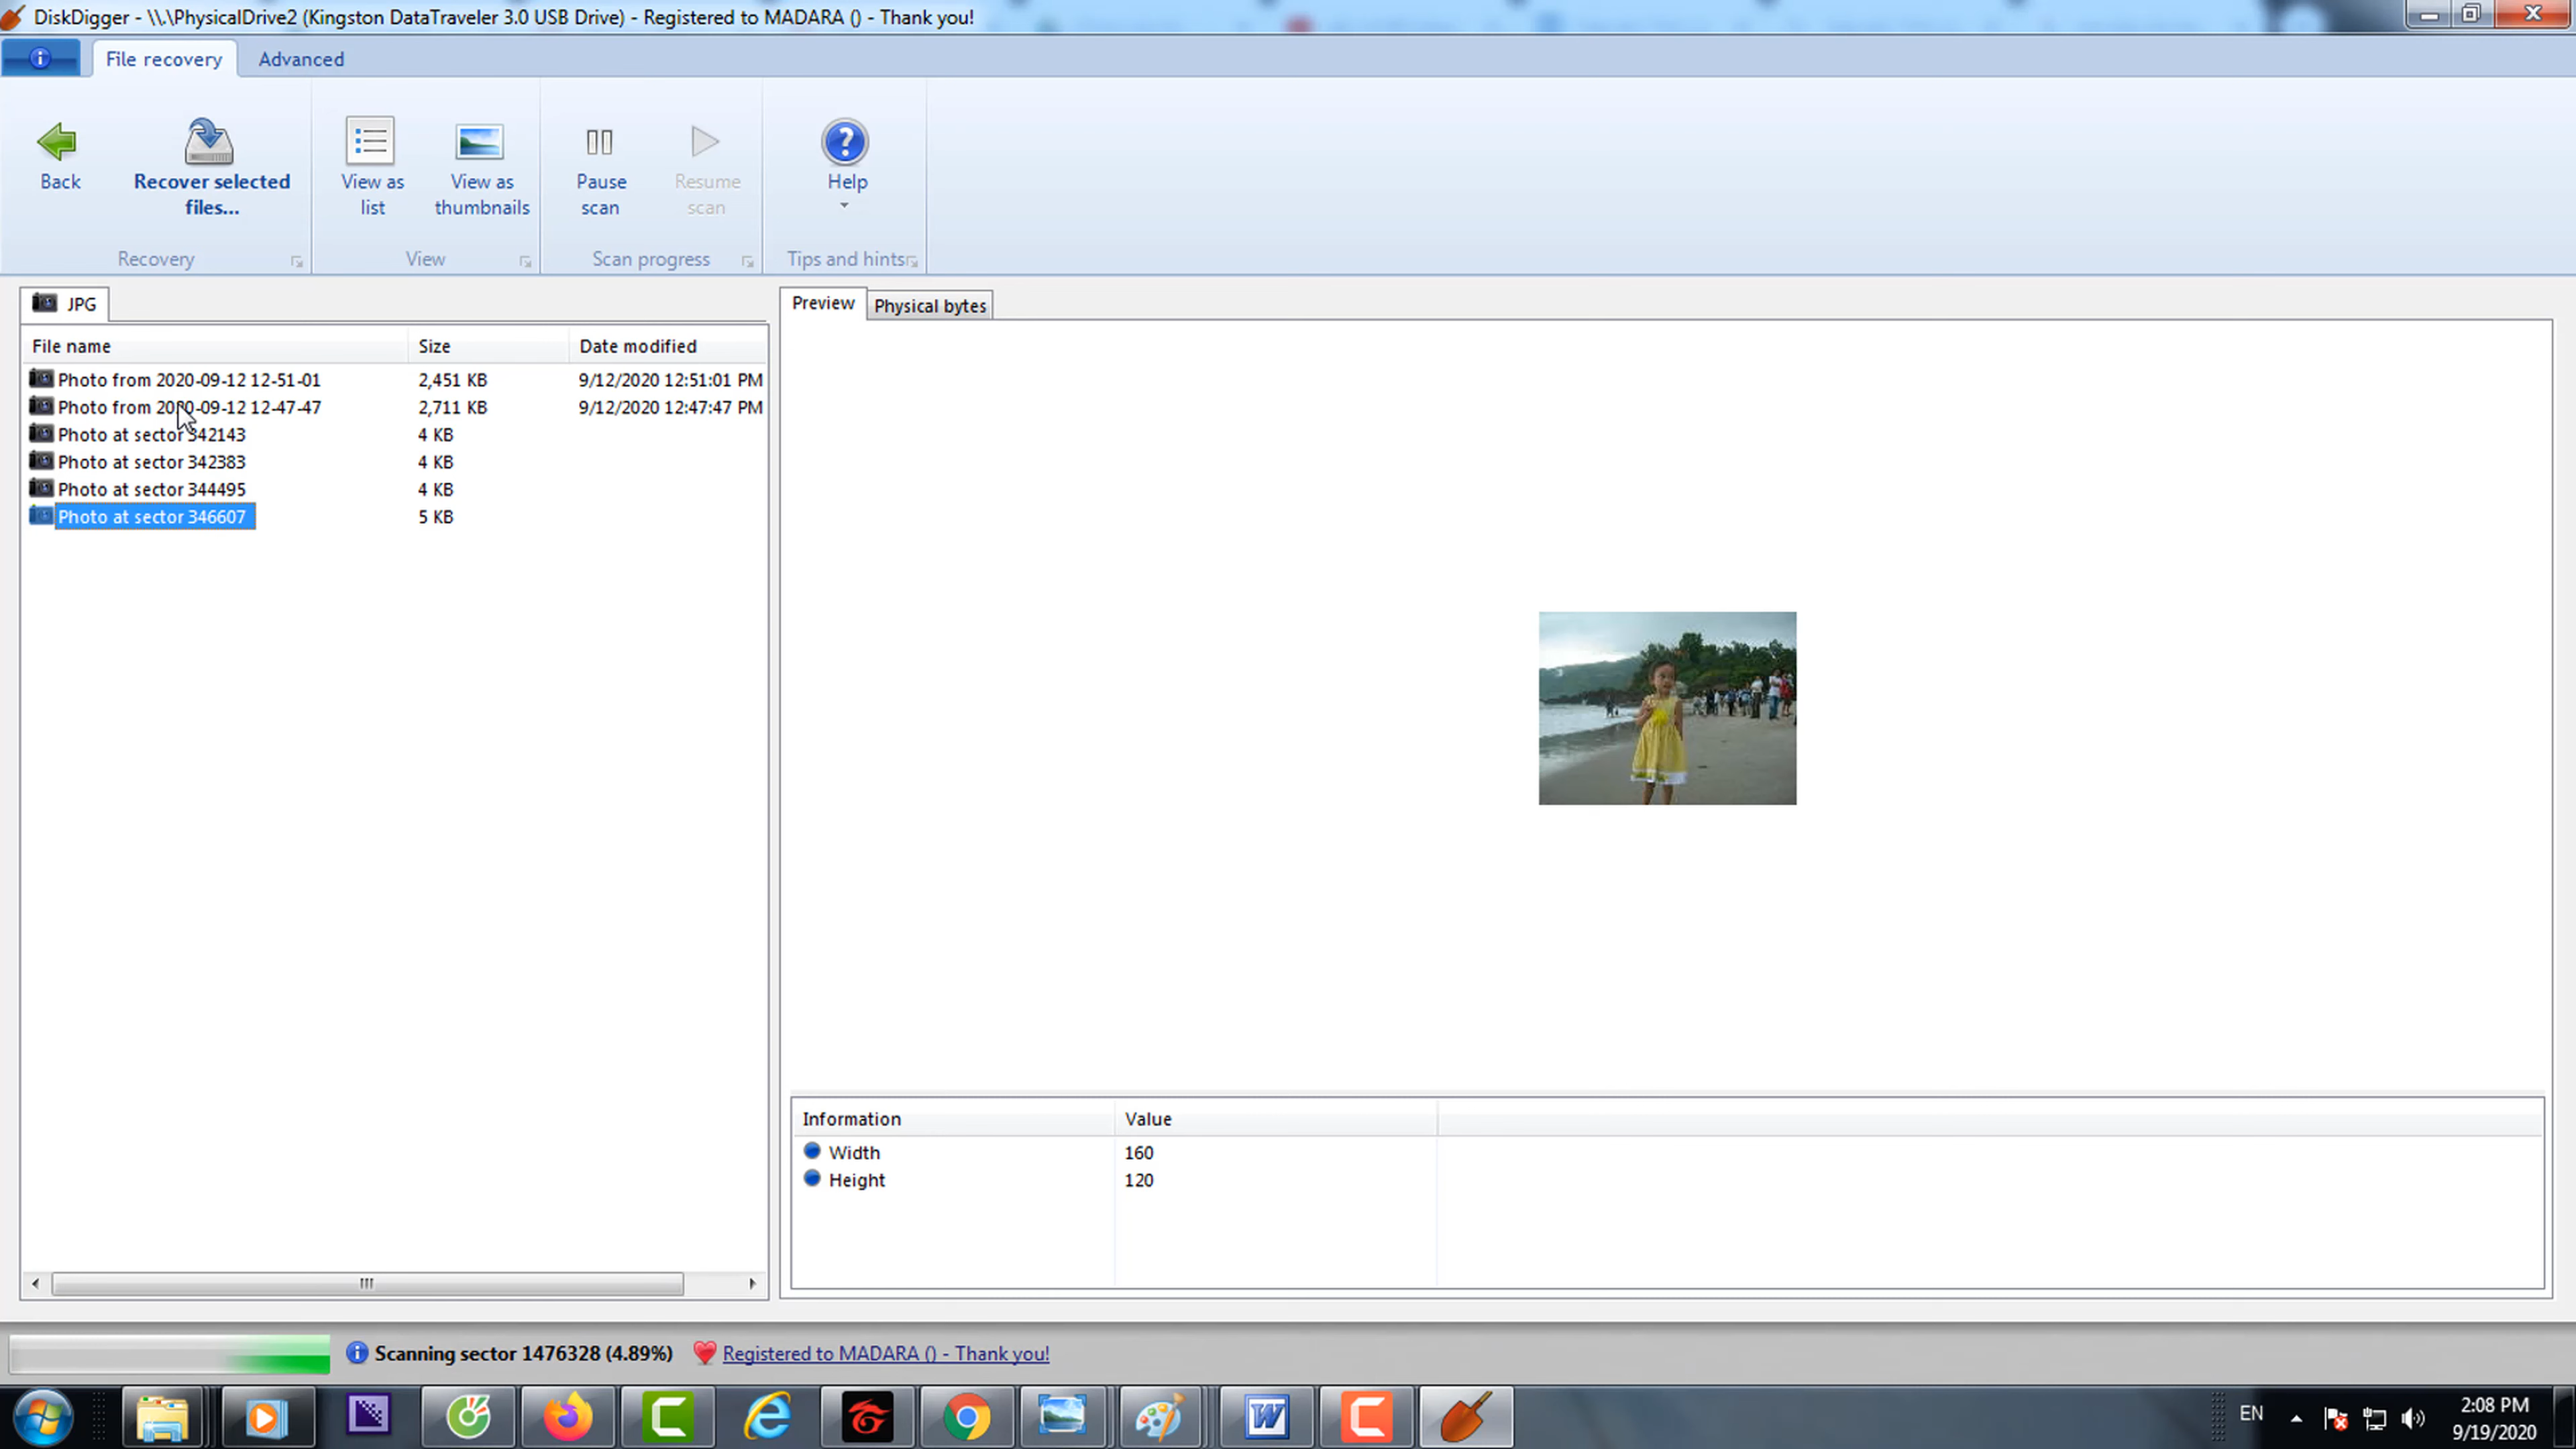 DiskDigger - \\.\PhysicalDrive2 (Kingston DataTraveler 3.0 USB Drive) - Registered to MADARA () - Thank you!
File recovery
Advanced
Back
Recover selected
files...
View as
list
View as
thumbnails
Pause
scan
Resume
scan
Help
Recovery
View
Scan progress
Tips and hints
JPG
File name
Size
Date modified
Photo from 2020-09-12 12-51-01
2,451 KB
9/12/2020 12:51:01 PM
Photo from 2020-09-12 12-47-47
2,711 KB
9/12/2020 12:47:47 PM
Photo at sector 342143
4 KB
Photo at sector 342383
4 KB
Photo at sector 344495
4 KB
Photo at sector 346607
5 KB
Preview
Physical bytes
Information
Value
Width
160
Height
120
Scanning sector 1476328 (4.89%)
Registered to MADARA () - Thank you!
EN
2:08 PM
9/19/2020